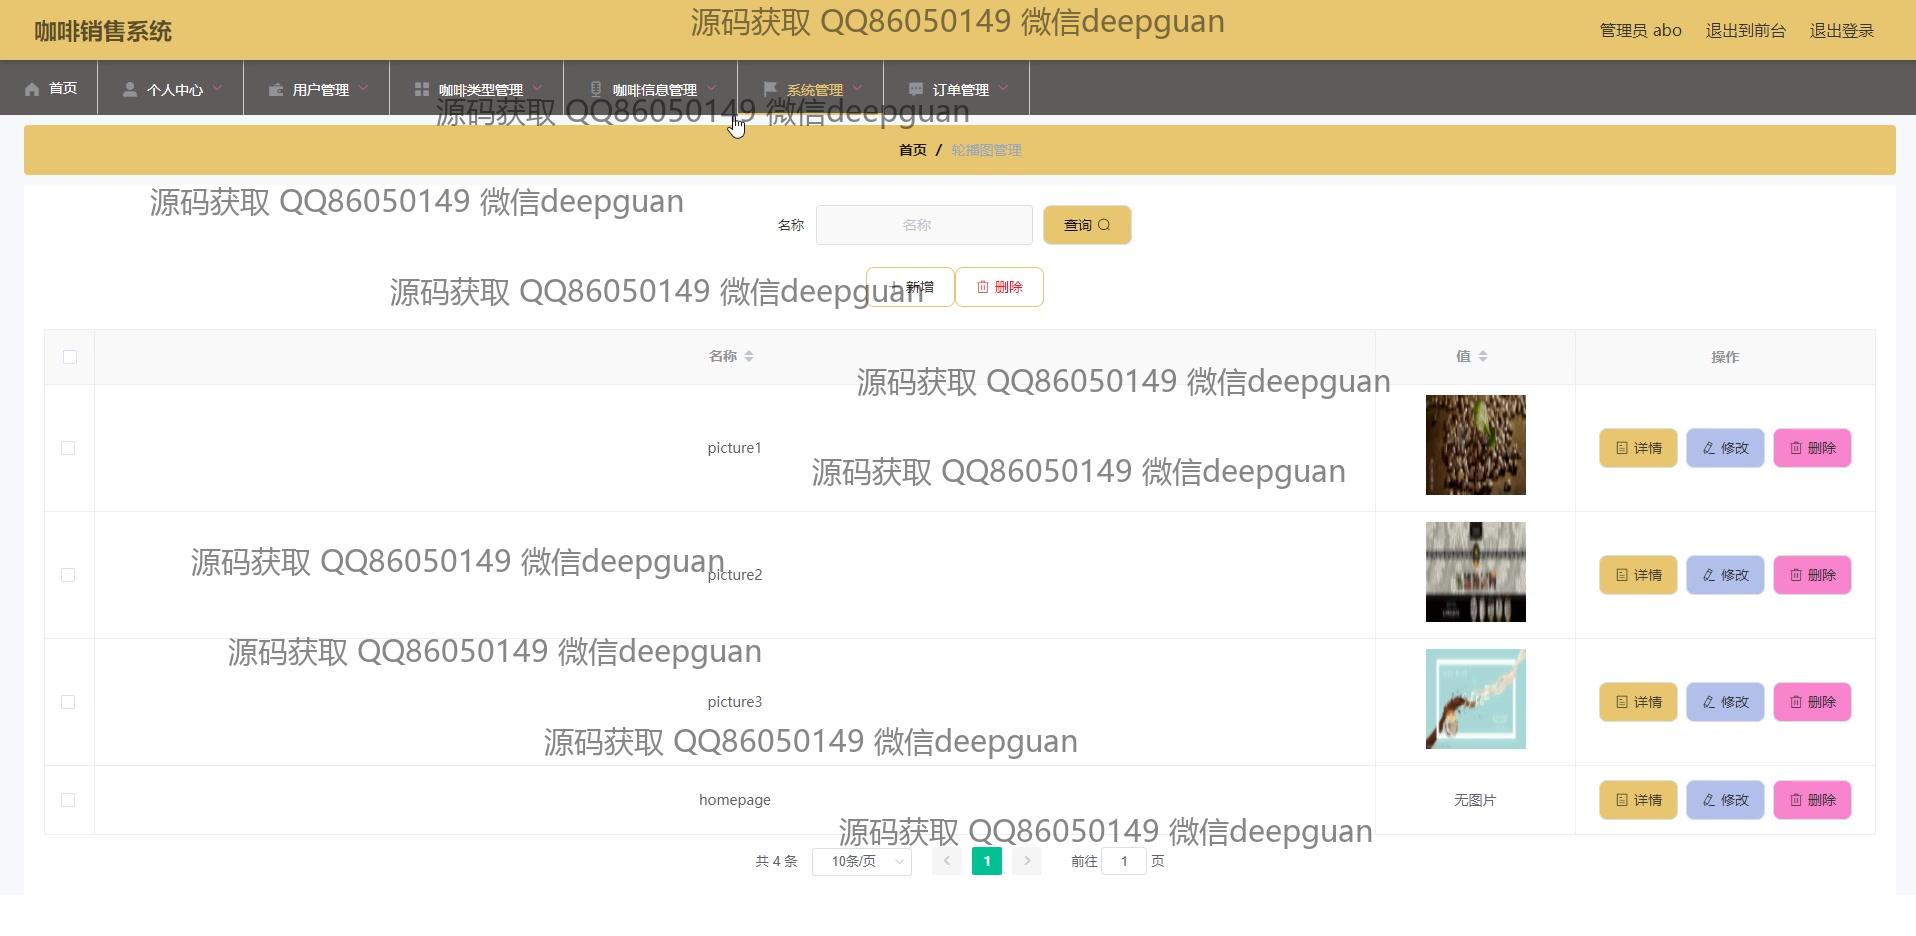 咖啡销售系统
源码获取 QQ86050149 微信deepguan
管理员 abo 退出到前台 退出登录
首页 个人中心 用户管理 咖啡类型管理 咖啡信息管理 系统管理 订单管理
源码获取 QQ86050149 微信deepguan
首页 / 轮播图管理
源码获取 QQ86050149 微信deepguan
名称 名称 查询
源码获取 QQ86050149 微信deepguan
新增 删除
名称 值 操作
源码获取 QQ86050149 微信deepguan
picture1 详情 修改 删除
源码获取 QQ86050149 微信deepguan
源码获取 QQ86050149 微信deepguan
picture2 详情 修改 删除
源码获取 QQ86050149 微信deepguan
picture3 详情 修改 删除
源码获取 QQ86050149 微信deepguan
homepage 无图片 详情 修改 删除
源码获取 QQ86050149 微信deepguan
共 4 条 10条/页 1 前往 1 页